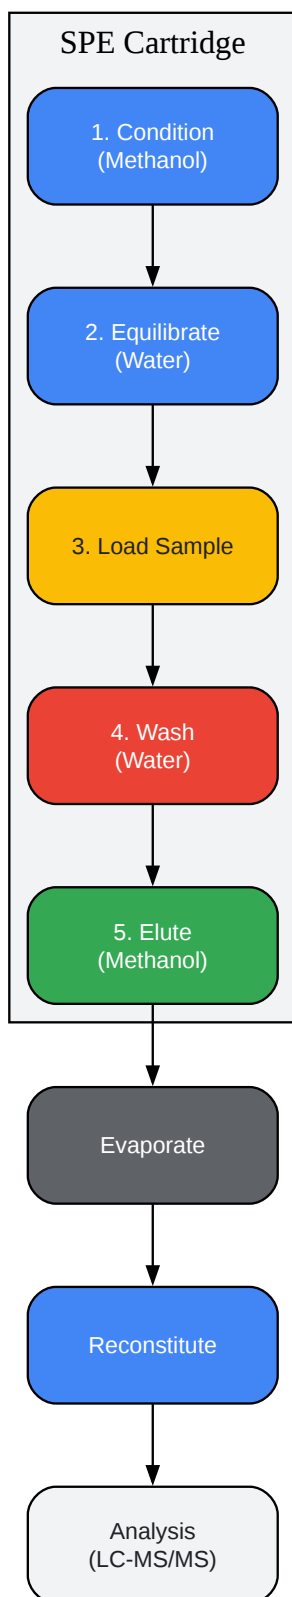 SPE Cartridge
1. Condition
(Methanol)
2. Equilibrate
(Water)
3. Load Sample
4. Wash
(Water)
5. Elute
(Methanol)
Evaporate
Reconstitute
Analysis
(LC-MS/MS)